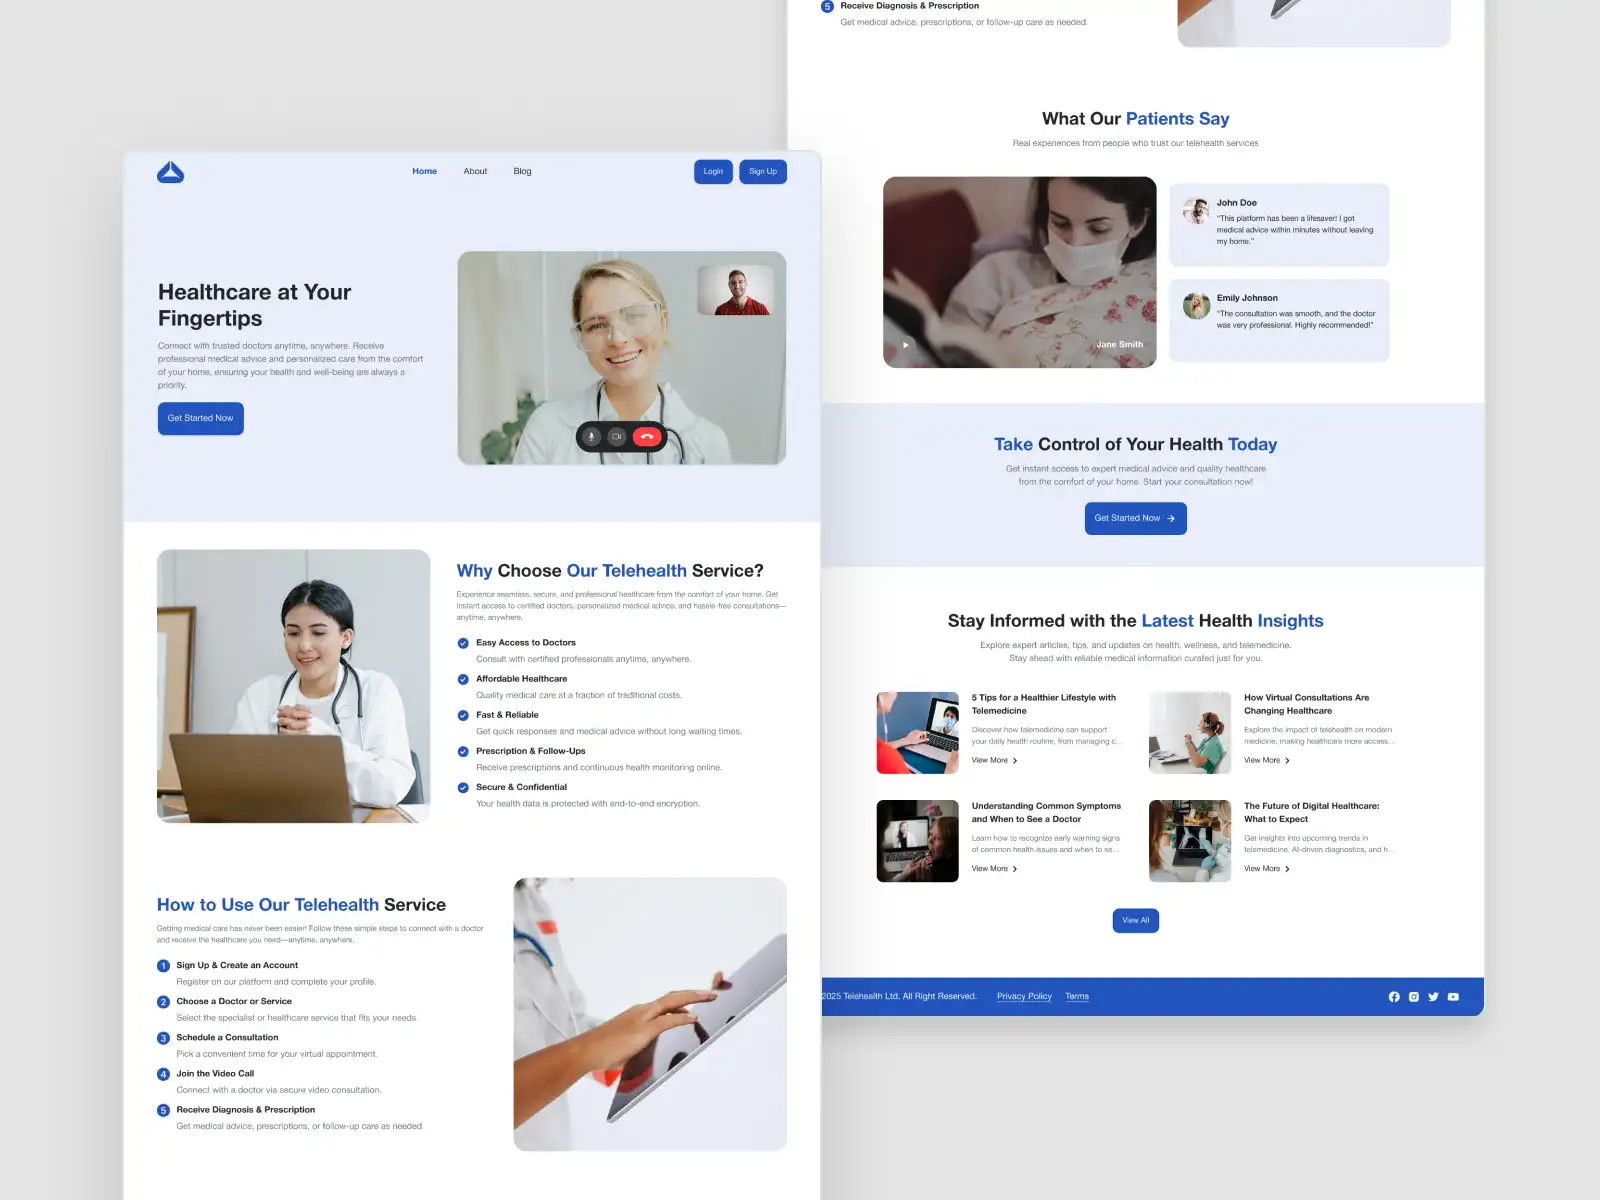 Home
About
Blog
Login
Sign Up
Healthcare at Your
Fingertips
Connect with trusted doctors anytime, anywhere. Receive
professional medical advice and personalized care from the comfort
of your home, ensuring your health and well-being are always a
priority.
Get Started Now
Why Choose Our Telehealth Service?
Experience seamless, secure, and professional healthcare from the comfort of your home. Get
instant access to certified doctors, personalized medical advice, and hassle-free consultations—
anytime, anywhere.
Easy Access to Doctors
Consult with certified professionals anytime, anywhere.
Affordable Healthcare
Quality medical care at a fraction of traditional costs.
Fast & Reliable
Get quick responses and medical advice without long waiting times.
Prescription & Follow-Ups
Receive prescriptions and continuous health monitoring online.
Secure & Confidential
Your health data is protected with end-to-end encryption.
How to Use Our Telehealth Service
Getting medical care has never been easier! Follow these simple steps to connect with a doctor
and receive the healthcare you need—anytime, anywhere.
1 Sign Up & Create an Account
Register on our platform and complete your profile.
2 Choose a Doctor or Service
Select the specialist or healthcare service that fits your needs.
3 Schedule a Consultation
Pick a convenient time for your virtual appointment.
4 Join the Video Call
Connect with a doctor via secure video consultation.
5 Receive Diagnosis & Prescription
Get medical advice, prescriptions, or follow-up care as needed.
5 Receive Diagnosis & Prescription
Get medical advice, prescriptions, or follow-up care as needed.
What Our Patients Say
Real experiences from people who trust our telehealth services
Jane Smith
John Doe
"This platform has been a lifesaver! I got
medical advice within minutes without leaving
my home."
Emily Johnson
"The consultation was smooth, and the doctor
was very professional. Highly recommended!"
Take Control of Your Health Today
Get instant access to expert medical advice and quality healthcare
from the comfort of your home. Start your consultation now!
Get Started Now
Stay Informed with the Latest Health Insights
Explore expert articles, tips, and updates on health, wellness, and telemedicine.
Stay ahead with reliable medical information curated just for you.
5 Tips for a Healthier Lifestyle with
Telemedicine
Discover how telemedicine can support
your daily health routine, from managing c...
View More
How Virtual Consultations Are
Changing Healthcare
Explore the impact of telehealth on modern
medicine, making healthcare more access...
View More
Understanding Common Symptoms
and When to See a Doctor
Learn how to recognize early warning signs
of common health issues and when to se...
View More
The Future of Digital Healthcare:
What to Expect
Get insights into upcoming trends in
telemedicine, AI-driven diagnostics, and h...
View More
View All
2025 Telehealth Ltd. All Right Reserved.
Privacy Policy
Terms